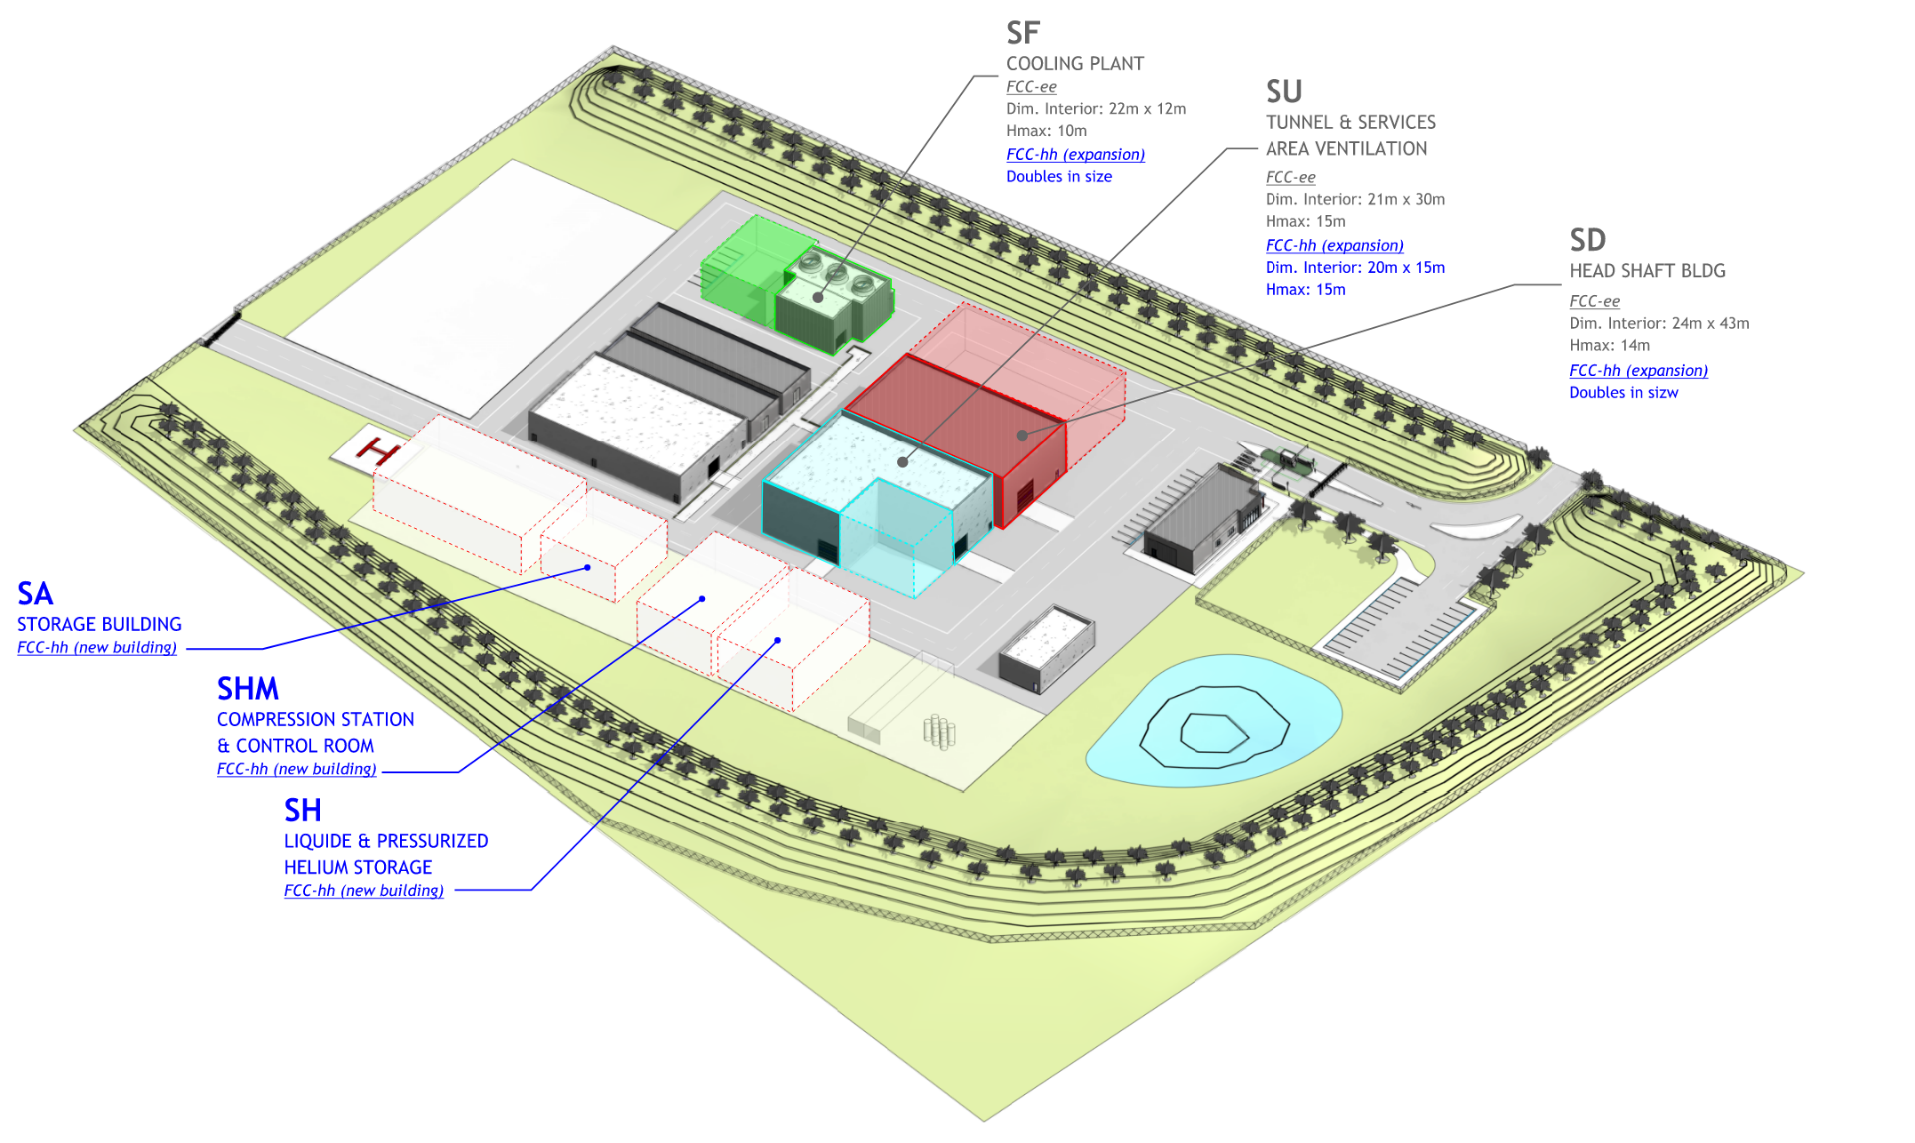 SF
COOLING PLANT
FCC-ee
Dim. Interior: 22m x 12m
Hmax: 10m
FCC-hh (expansion)
Doubles in size
SU
TUNNEL & SERVICES
AREA VENTILATION
FCC-ee
Dim. Interior: 21m x 30m
Hmax: 15m
FCC-hh (expansion)
Dim. Interior: 20m x 15m
Hmax: 15m
SD
HEAD SHAFT BLDG
FCC-ee
Dim. Interior: 24m x 43m
Hmax: 14m
FCC-hh (expansion)
Doubles in sizw
H
SA
STORAGE BUILDING
FCC-hh (new building)
SHM
COMPRESSION STATION
& CONTROL ROOM
FCC-hh (new building)
SH
LIQUIDE & PRESSURIZED
HELIUM STORAGE
FCC-hh (new building)